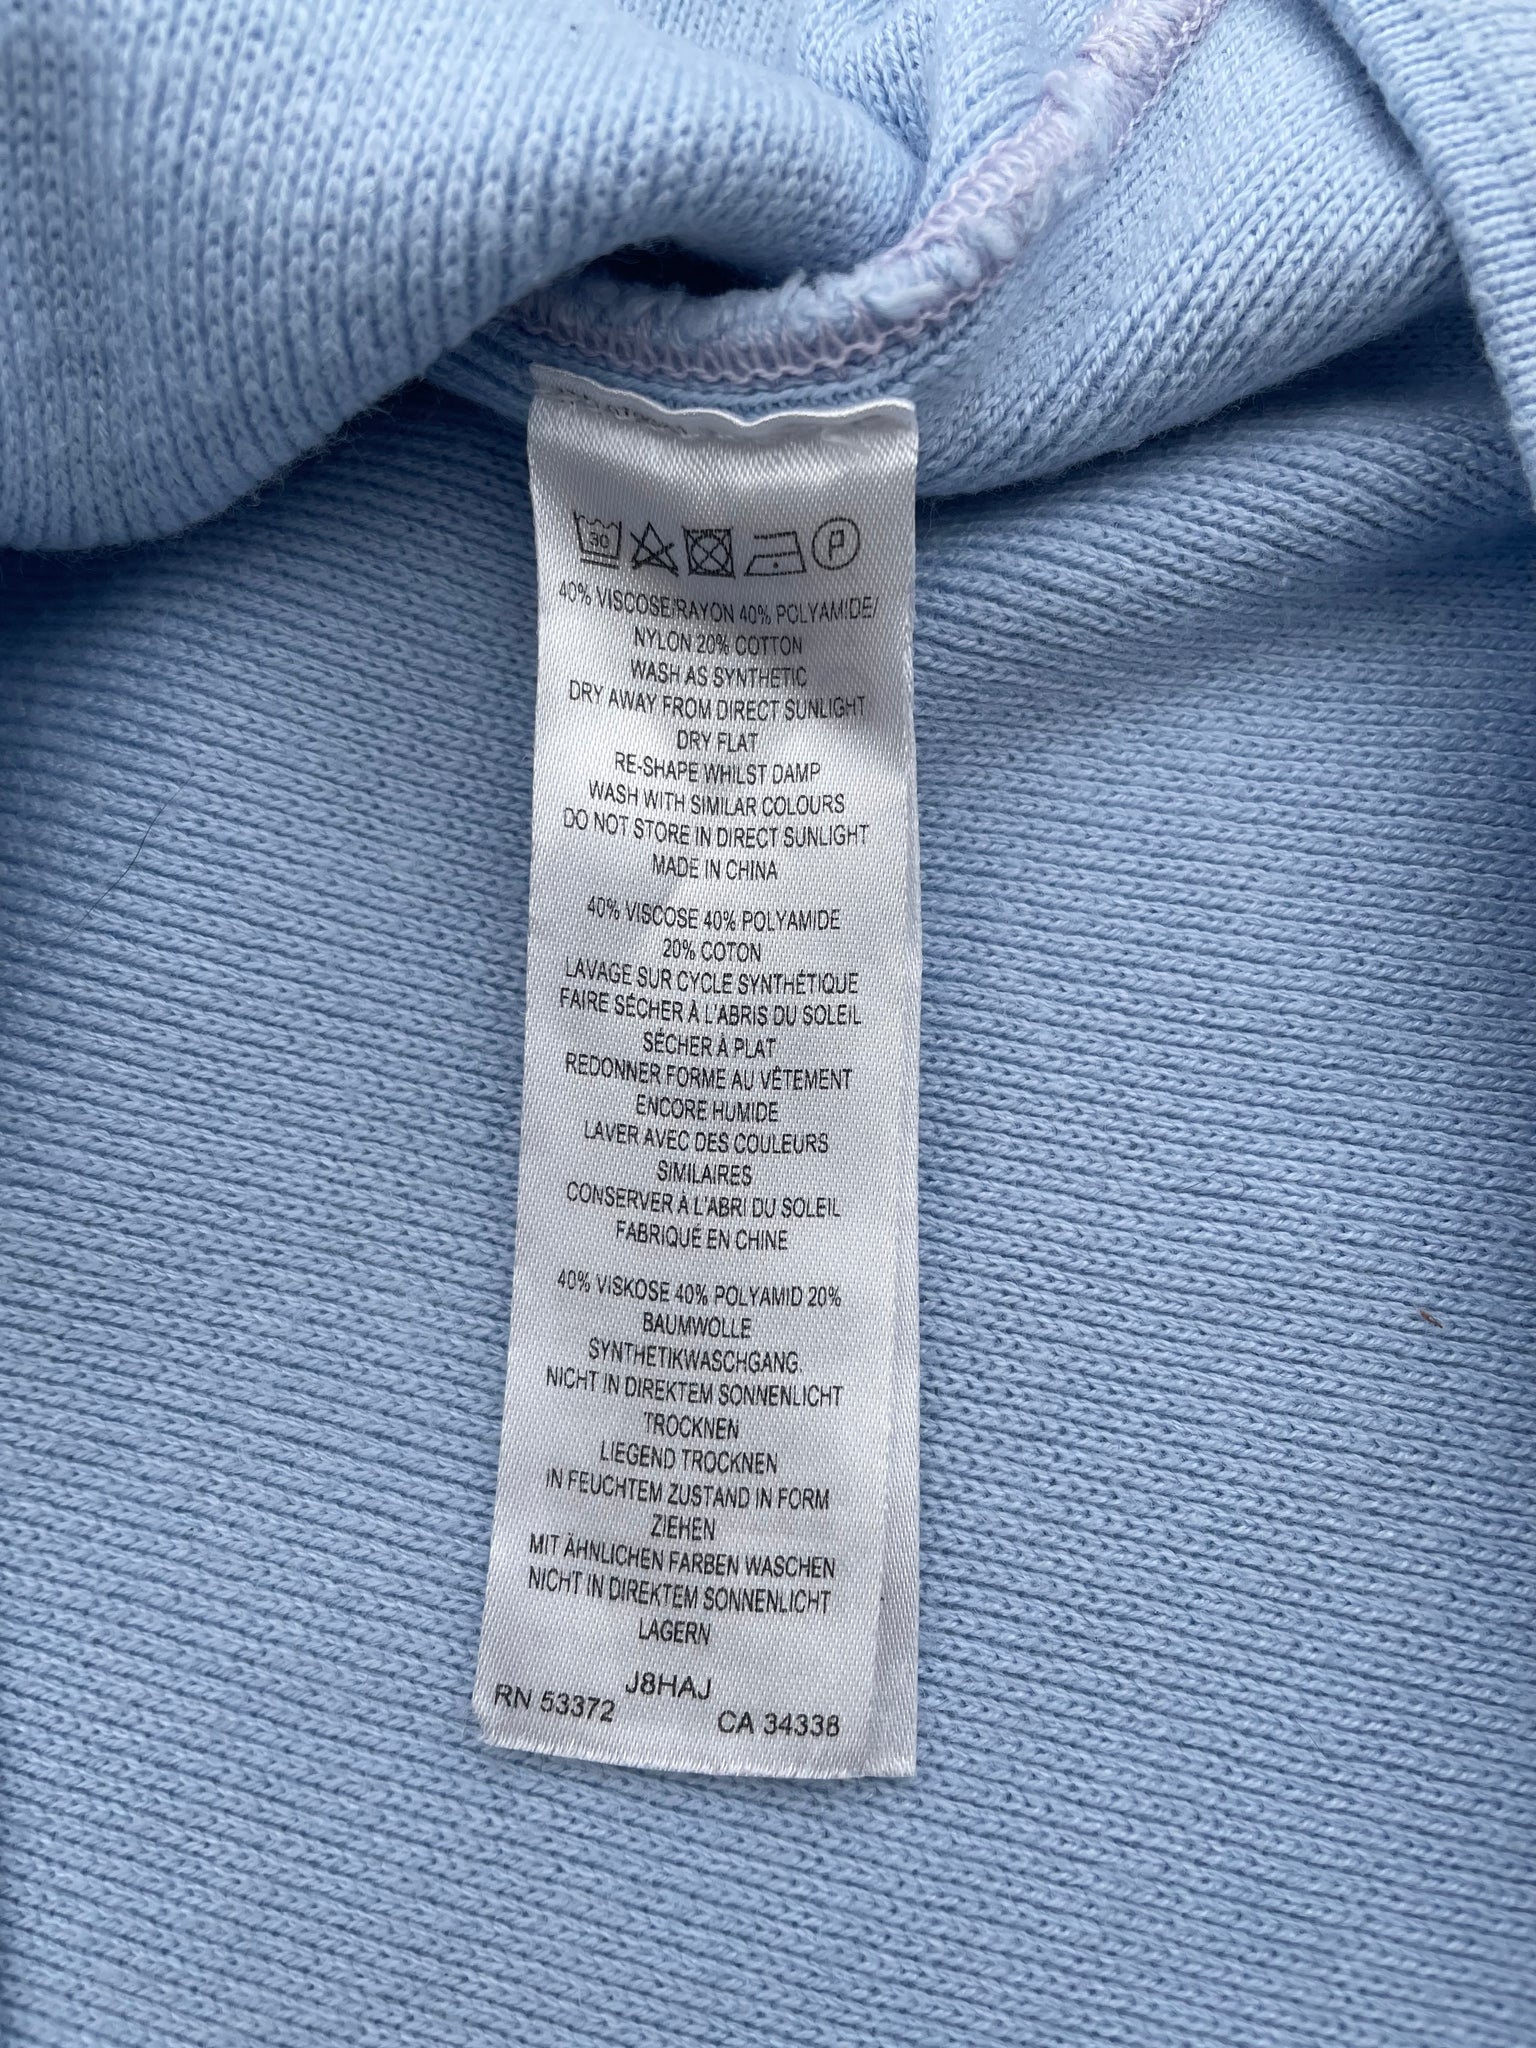 30 P
40% VISCOSE/RAYON 40% POLYAMIDE/
NYLON 20% COTTON
WASH AS SYNTHETIC
DRY AWAY FROM DIRECT SUNLIGHT
DRY FLAT
RE-SHAPE WHILST DAMP
WASH WITH SIMILAR COLOURS
DO NOT STORE IN DIRECT SUNLIGHT
MADE IN CHINA
40% VISCOSE 40% POLYAMIDE
20% COTON
LAVAGE SUR CYCLE SYNTHÉTIQUE
FAIRE SÉCHER À L'ABRIS DU SOLEIL
SÉCHER À PLAT
REDONNER FORME AU VÊTEMENT
ENCORE HUMIDE
LAVER AVEC DES COULEURS
SIMILAIRES
CONSERVER À L'ABRI DU SOLEIL
FABRIQUÉ EN CHINE
40% VISKOSE 40% POLYAMID 20%
BAUMWOLLE
SYNTHETIKWASCHGANG.
NICHT IN DIREKTEM SONNENLICHT
TROCKNEN
LIEGEND TROCKNEN
IN FEUCHTEM ZUSTAND IN FORM
ZIEHEN
MIT ÄHNLICHEN FARBEN WASCHEN
NICHT IN DIREKTEM SONNENLICHT
LAGERN
J8HAJ
RN 53372 CA 34338